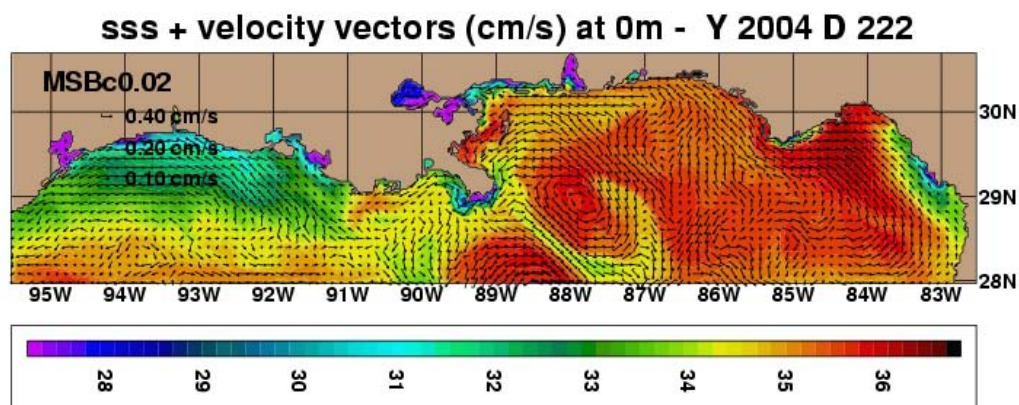 sss + velocity vectors (cm/s) at 0m -  Y 2004 D 222
MSBc0.02
0.40 cm/s
0.20 cm/s
0.10 cm/s
30N
29N
28N
95W 94W 93W 92W 91W 90W 89W 88W 87W 86W 85W 84W 83W
28 29 30 31 32 33 34 35 36